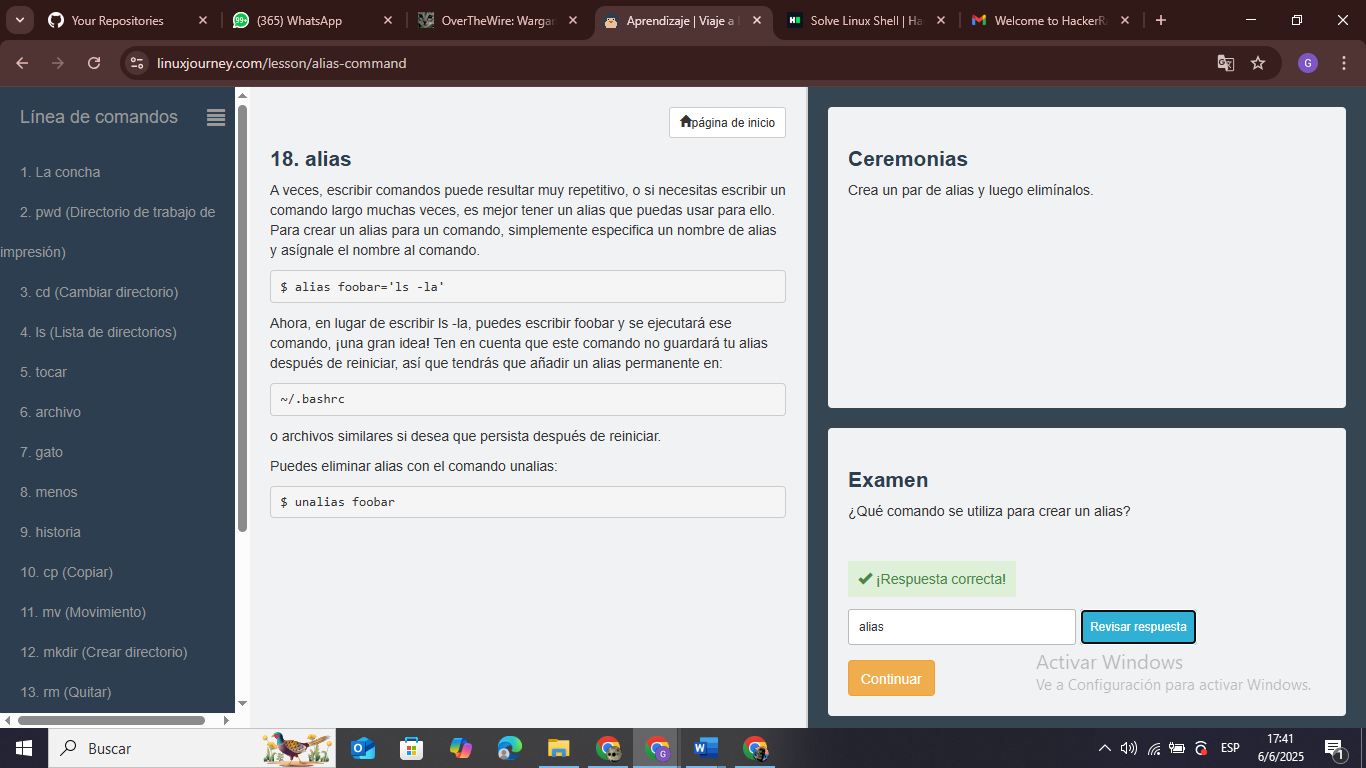 Your Repositories
(365) WhatsApp
OverTheWire: Wargar
Aprendizaje | Viaje a
Solve Linux Shell | Ha
Welcome to HackerR
99+
linuxjourney.com/lesson/alias-command
G
Línea de comandos
1. La concha
2. pwd (Directorio de trabajo de
impresión)
3. cd (Cambiar directorio)
4. ls (Lista de directorios)
5. tocar
6. archivo
7. gato
8. menos
9. historia
10. cp (Copiar)
11. mv (Movimiento)
12. mkdir (Crear directorio)
13. rm (Quitar)
página de inicio
18. alias
A veces, escribir comandos puede resultar muy repetitivo, o si necesitas escribir un
comando largo muchas veces, es mejor tener un alias que puedas usar para ello.
Para crear un alias para un comando, simplemente especifica un nombre de alias
y asígnale el nombre al comando.
$ alias foobar='ls -la'
Ahora, en lugar de escribir ls -la, puedes escribir foobar y se ejecutará ese
comando, ¡una gran idea! Ten en cuenta que este comando no guardará tu alias
después de reiniciar, así que tendrás que añadir un alias permanente en:
~/.bashrc
o archivos similares si desea que persista después de reiniciar.
Puedes eliminar alias con el comando unalias:
$ unalias foobar
Ceremonias
Crea un par de alias y luego elimínalos.
Examen
¿Qué comando se utiliza para crear un alias?
¡Respuesta correcta!
alias
Revisar respuesta
Continuar
Activar Windows
Ve a Configuración para activar Windows.
Buscar
ESP
17:41
6/6/2025
1